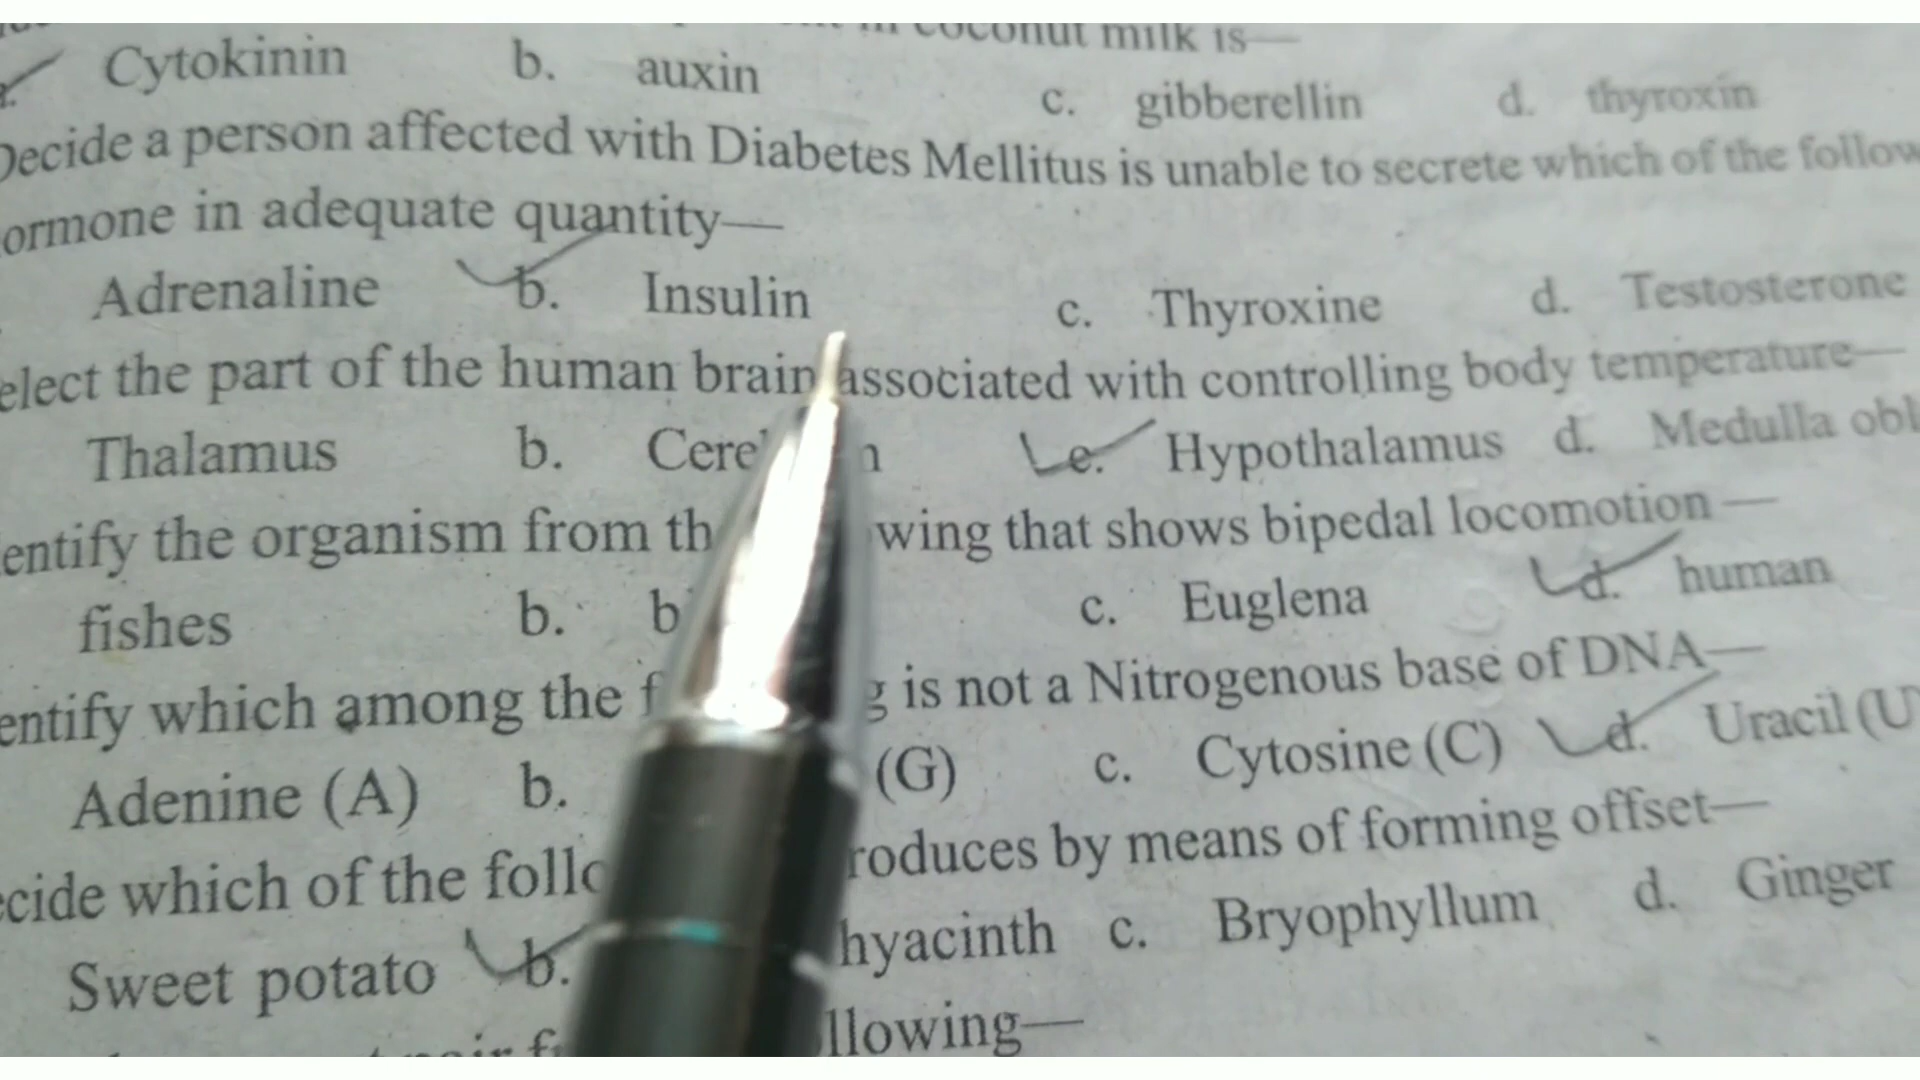 in coconut milk is—
Cytokinin b. auxin c. gibberellin d. thyroxin
Decide a person affected with Diabetes Mellitus is unable to secrete which of the follow
ormone in adequate quantity—
Adrenaline b. Insulin c. Thyroxine d. Testosterone
elect the part of the human brain associated with controlling body temperature—
Thalamus b. Cere n c. Hypothalamus d. Medulla obl
entify the organism from th wing that shows bipedal locomotion—
fishes b. b c. Euglena d. human
entify which among the f g is not a Nitrogenous base of DNA—
Adenine (A) b. (G) c. Cytosine (C) d. Uracil (U
cide which of the follo roduces by means of forming offset—
Sweet potato b. hyacinth c. Bryophyllum d. Ginger
llowing—